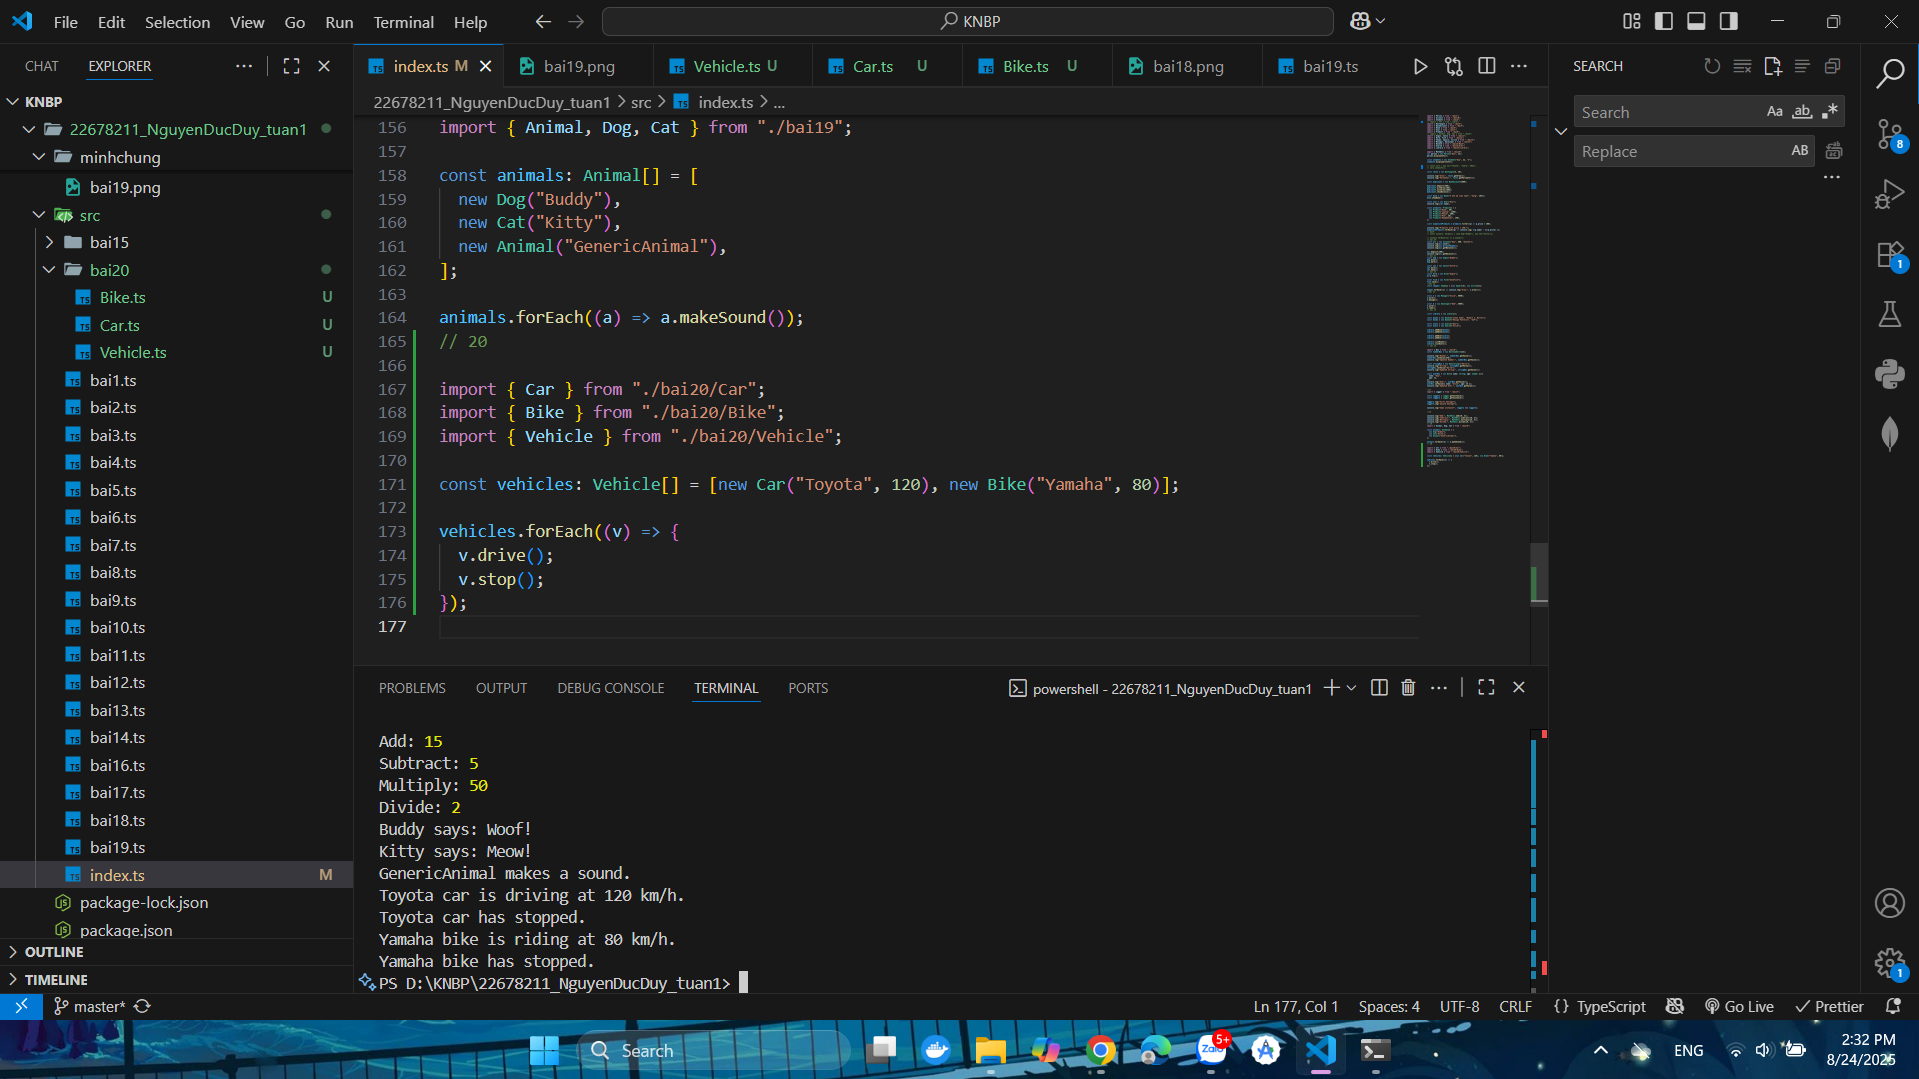 File Edit Selection View Go Run Terminal Help
KNBP
CHAT EXPLORER
KNBP
22678211_NguyenDucDuy_tuan1
minhchung
bai19.png
src
bai15
bai20
Bike.ts U
Car.ts U
Vehicle.ts U
bai1.ts
bai2.ts
bai3.ts
bai4.ts
bai5.ts
bai6.ts
bai7.ts
bai8.ts
bai9.ts
bai10.ts
bai11.ts
bai12.ts
bai13.ts
bai14.ts
bai16.ts
bai17.ts
bai18.ts
bai19.ts
index.ts M
package-lock.json
package.json
OUTLINE
TIMELINE
index.ts M bai19.png Vehicle.ts U Car.ts U Bike.ts U bai18.png bai19.ts
22678211_NguyenDucDuy_tuan1 > src > index.ts > ...
156 import { Animal, Dog, Cat } from "./bai19";
157
158 const animals: Animal[] = [
159 new Dog("Buddy"),
160 new Cat("Kitty"),
161 new Animal("GenericAnimal"),
162 ];
163
164 animals.forEach((a) => a.makeSound());
165 // 20
166
167 import { Car } from "./bai20/Car";
168 import { Bike } from "./bai20/Bike";
169 import { Vehicle } from "./bai20/Vehicle";
170
171 const vehicles: Vehicle[] = [new Car("Toyota", 120), new Bike("Yamaha", 80)];
172
173 vehicles.forEach((v) => {
174 v.drive();
175 v.stop();
176 });
177
PROBLEMS OUTPUT DEBUG CONSOLE TERMINAL PORTS
powershell - 22678211_NguyenDucDuy_tuan1
Add: 15
Subtract: 5
Multiply: 50
Divide: 2
Buddy says: Woof!
Kitty says: Meow!
GenericAnimal makes a sound.
Toyota car is driving at 120 km/h.
Toyota car has stopped.
Yamaha bike is riding at 80 km/h.
Yamaha bike has stopped.
PS D:\KNBP\22678211_NguyenDucDuy_tuan1>
SEARCH
Search Aa ab .*
Replace AB
8
1
1
master*
Ln 177, Col 1 Spaces: 4 UTF-8 CRLF {} TypeScript Go Live Prettier
Search
Zalo 5+
ENG
2:32 PM
8/24/2025